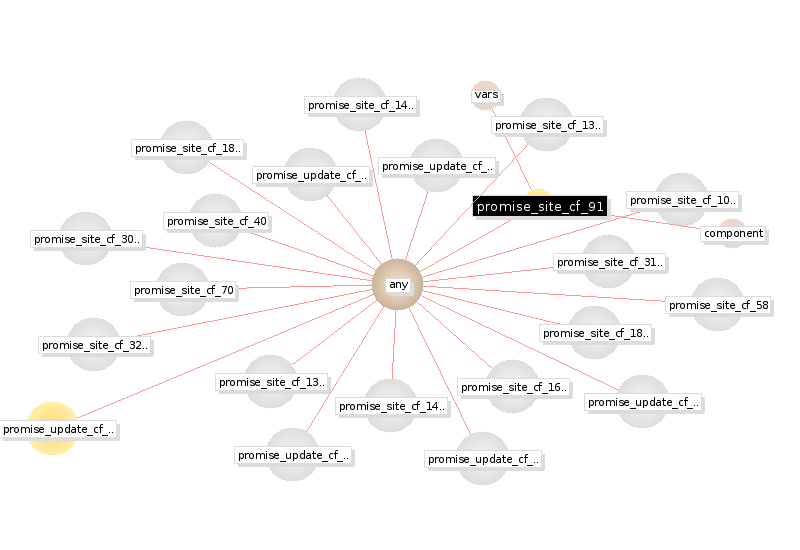 vars
promise_site_cf_14..
promise_site_cf_13..
promise_site_cf_18..
promise_update_cf_..
promise_update_cf_..
promise_site_cf_10..
promise_site_cf_91
promise_site_cf_40
component
promise_site_cf_30..
promise_site_cf_31..
any
promise_site_cf_70
promise_site_cf_58
promise_site_cf_18..
promise_site_cf_32..
promise_site_cf_13..
promise_site_cf_16..
promise_site_cf_14..
promise_update_cf_..
promise_update_cf_..
promise_update_cf_..
promise_update_cf_..